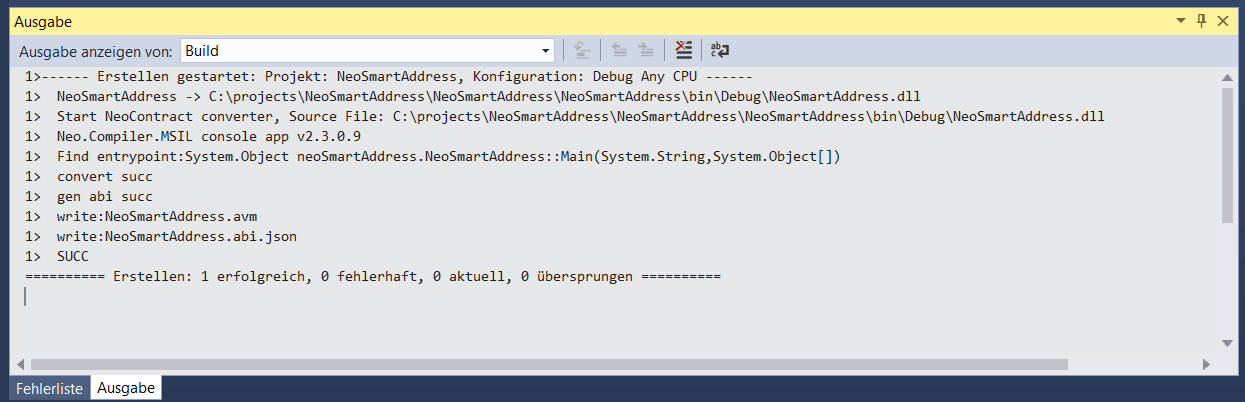 Ausgabe
Ausgabe anzeigen von: Build
1>------ Erstellen gestartet: Projekt: NeoSmartAddress, Konfiguration: Debug Any CPU ------
1>  NeoSmartAddress -> C:\projects\NeoSmartAddress\NeoSmartAddress\NeoSmartAddress\bin\Debug\NeoSmartAddress.dll
1>  Start NeoContract converter, Source File: C:\projects\NeoSmartAddress\NeoSmartAddress\NeoSmartAddress\bin\Debug\NeoSmartAddress.dll
1>  Neo.Compiler.MSIL console app v2.3.0.9
1>  Find entrypoint:System.Object neoSmartAddress.NeoSmartAddress::Main(System.String,System.Object[])
1>  convert succ
1>  gen abi succ
1>  write:NeoSmartAddress.avm
1>  write:NeoSmartAddress.abi.json
1>  SUCC
========== Erstellen: 1 erfolgreich, 0 fehlerhaft, 0 aktuell, 0 übersprungen ==========
Fehlerliste Ausgabe